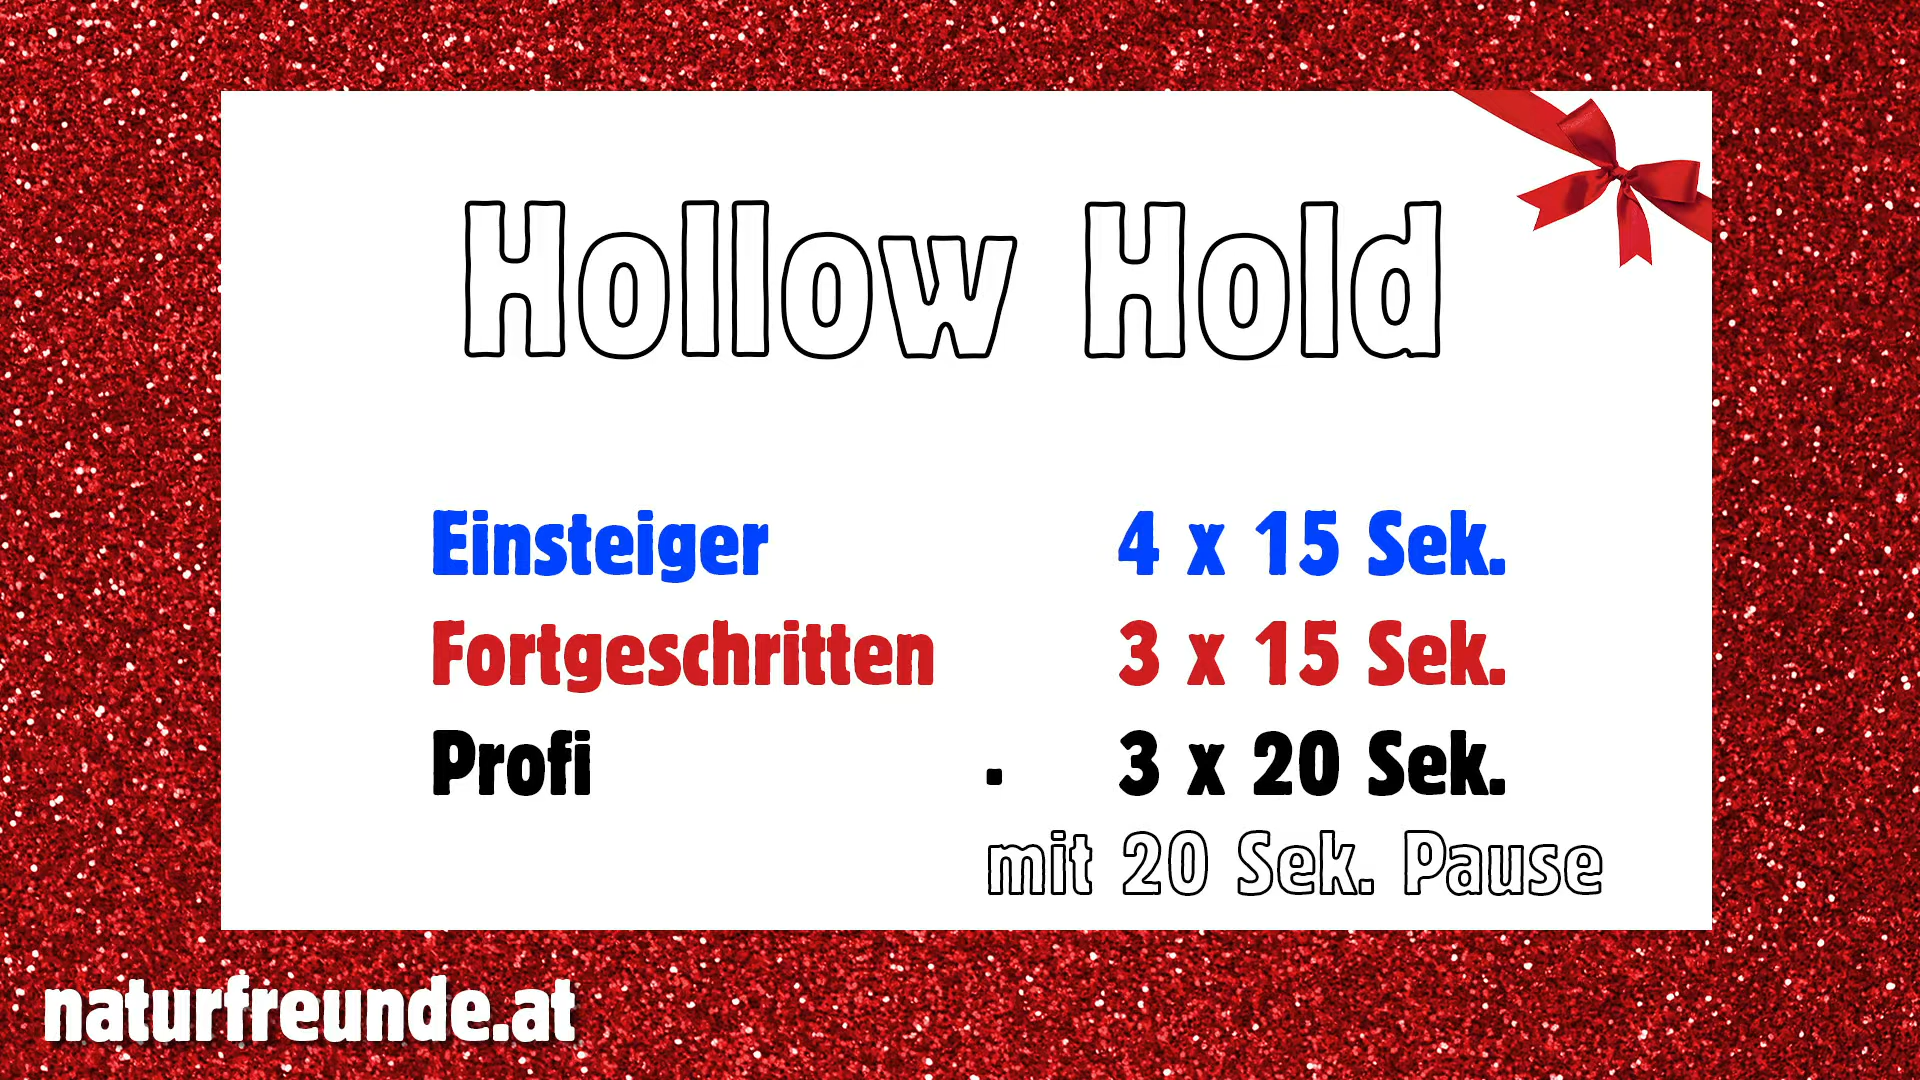 Hollow Hold
Einsteiger 4 x 15 Sek.
Fortgeschritten 3 x 15 Sek.
Profi . 3 x 20 Sek.
mit 20 Sek. Pause
naturfreunde.at